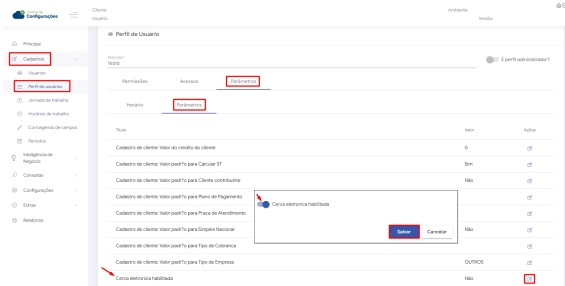 Cliente:
Ambiente:
Central de
Configurações
Usuário:
Versão:
Perfil de Usuário
Principal
Descrição *
teste
É perfil administrador?
Cadastros
Usuários
Permissões
Acessos
Parâmetros
Perfil de usuários
Jornada de trabalho
Horário
Parâmetros
Horários de trabalho
Contingencia de campos
Título
Valor
Ações
Períodos
Cadastro de cliente: Valor do credito do cliente
0
Inteligência de
Negócio
Cadastro de cliente: Valor padr?o para Calcular ST
Sim
Consultas
Cadastro de cliente: Valor padr?o para Cliente contribuinte
Não
Configurações
Cadastro de cliente: Valor padr?o para Plano de Pagamento
Cerca eletronica habilitada
Extras
Cadastro de cliente: Valor padr?o para Praca de Atendimento
Relatórios
Cadastro de cliente: Valor padr?o para Simples Nacional
Não
Salvar
Cancelar
Cadastro de cliente: Valor padr?o para Tipo de Cobranca
Cadastro de cliente: Valor padr?o para Tipo de Empresa
OUTROS
Cerca eletronica habilitada
Não